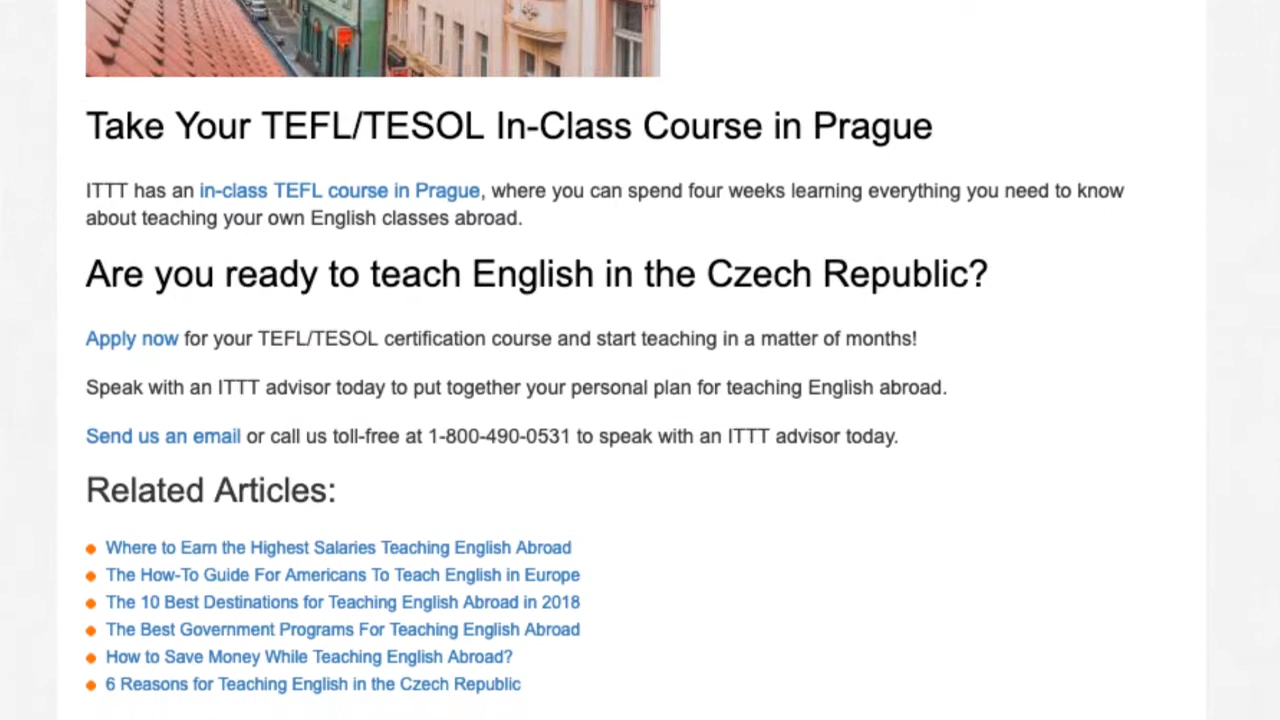 Take Your TEFL/TESOL In-Class Course in Prague
ITTT has an in-class TEFL course in Prague, where you can spend four weeks learning everything you need to know
about teaching your own English classes abroad.
Are you ready to teach English in the Czech Republic?
Apply now for your TEFL/TESOL certification course and start teaching in a matter of months!
Speak with an ITTT advisor today to put together your personal plan for teaching English abroad.
Send us an email or call us toll-free at 1-800-490-0531 to speak with an ITTT advisor today.
Related Articles:
Where to Earn the Highest Salaries Teaching English Abroad
The How-To Guide For Americans To Teach English in Europe
The 10 Best Destinations for Teaching English Abroad in 2018
The Best Government Programs For Teaching English Abroad
How to Save Money While Teaching English Abroad?
6 Reasons for Teaching English in the Czech Republic